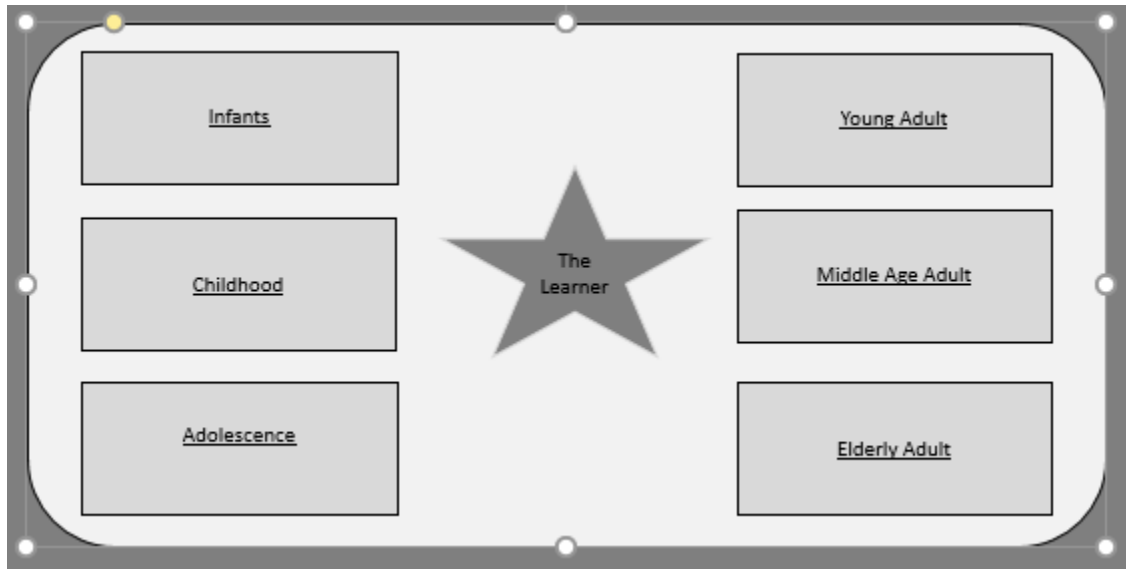 Infants
Childhood
Adolescence
The
Learner
Young Adult
Middle Age Adult
Elderly Adult